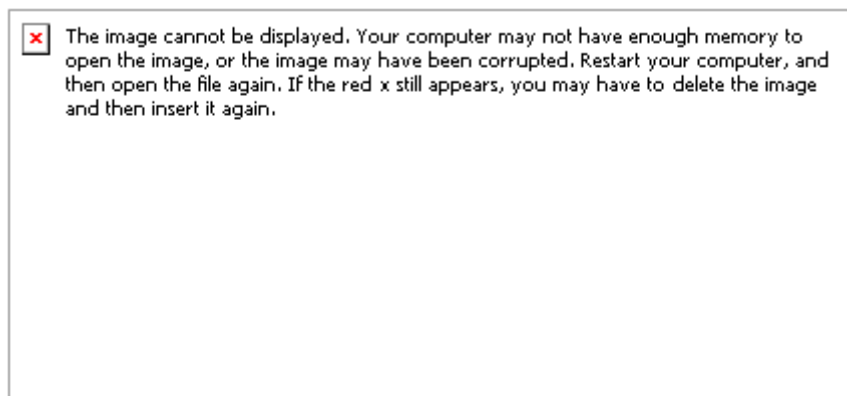 The image cannot be displayed. Your computer may not have enough memory to
open the image, or the image may have been corrupted. Restart your computer, and
then open the file again. If the red x still appears, you may have to delete the image
and then insert it again.